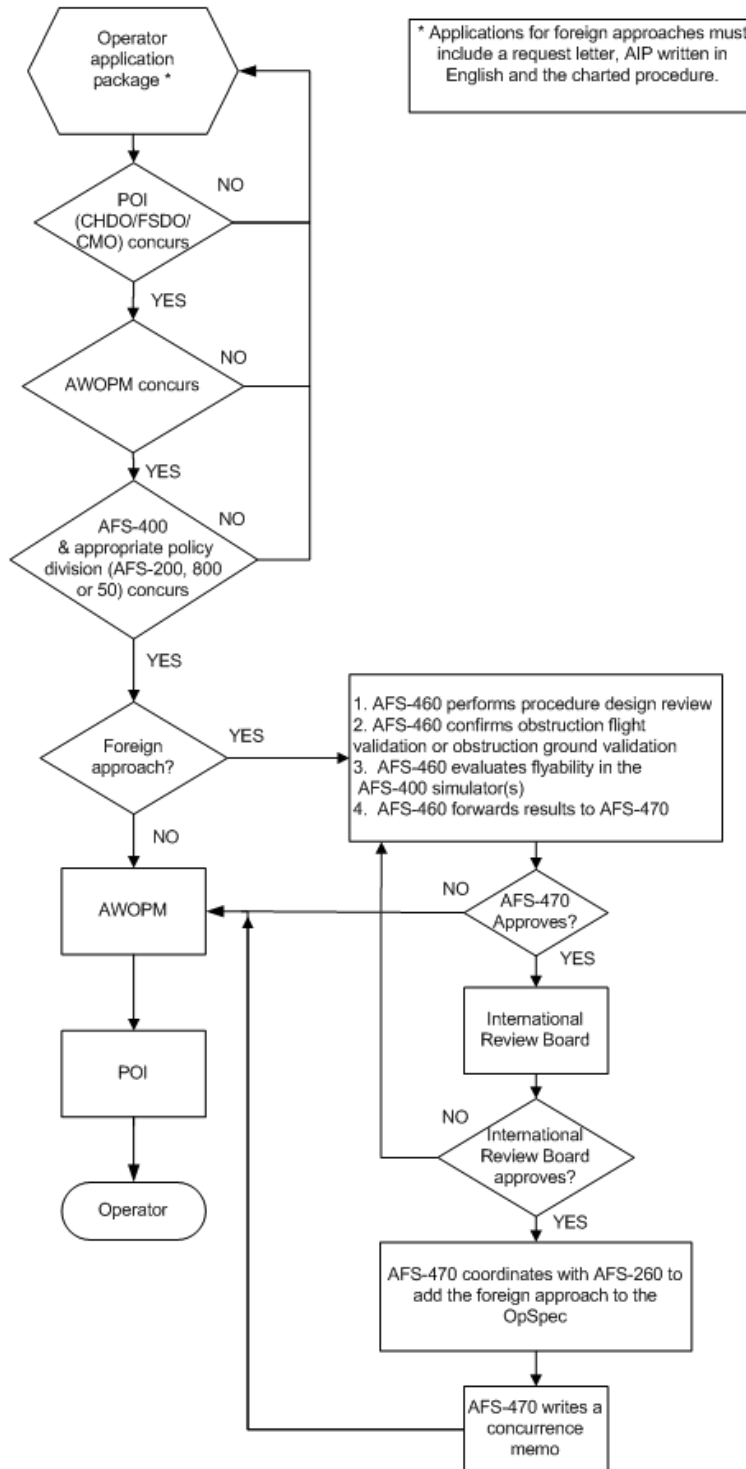 Operator
application
package *
* Applications for foreign approaches must
include a request letter, AIP written in
English and the charted procedure.
NO
POI
(CHDO/FSDO/
CMO) concurs
YES
NO
AWOPM concurs
YES
NO
AFS-400
& appropriate policy
division (AFS-200, 800
or 50) concurs
YES
Foreign
approach?
YES
NO
1. AFS-460 performs procedure design review
2. AFS-460 confirms obstruction flight
validation or obstruction ground validation
3. AFS-460 evaluates flyability in the
AFS-400 simulator(s)
4. AFS-460 forwards results to AFS-470
AWOPM
POI
Operator
NO
AFS-470
Approves?
YES
International
Review Board
NO
International
Review Board
approves?
YES
AFS-470 coordinates with AFS-260 to
add the foreign approach to the
OpSpec
AFS-470 writes a
concurrence
memo